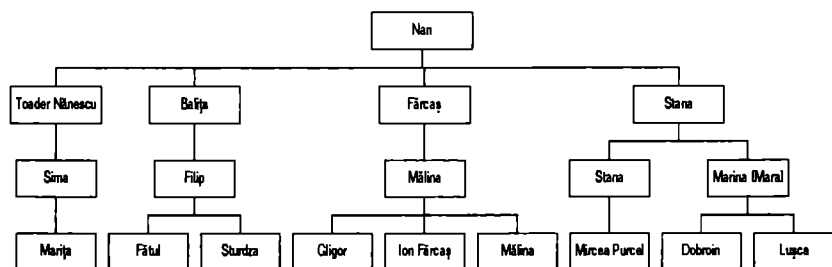 Nan
Toader Nănescu Balița Fărcaș Stana
Sima Filip Mălina Stana Marina (Mara)
Marița Fătul Sturdza Gligor Ion Fărcaș Mălina Mircea Purcel Dobroin Lușca